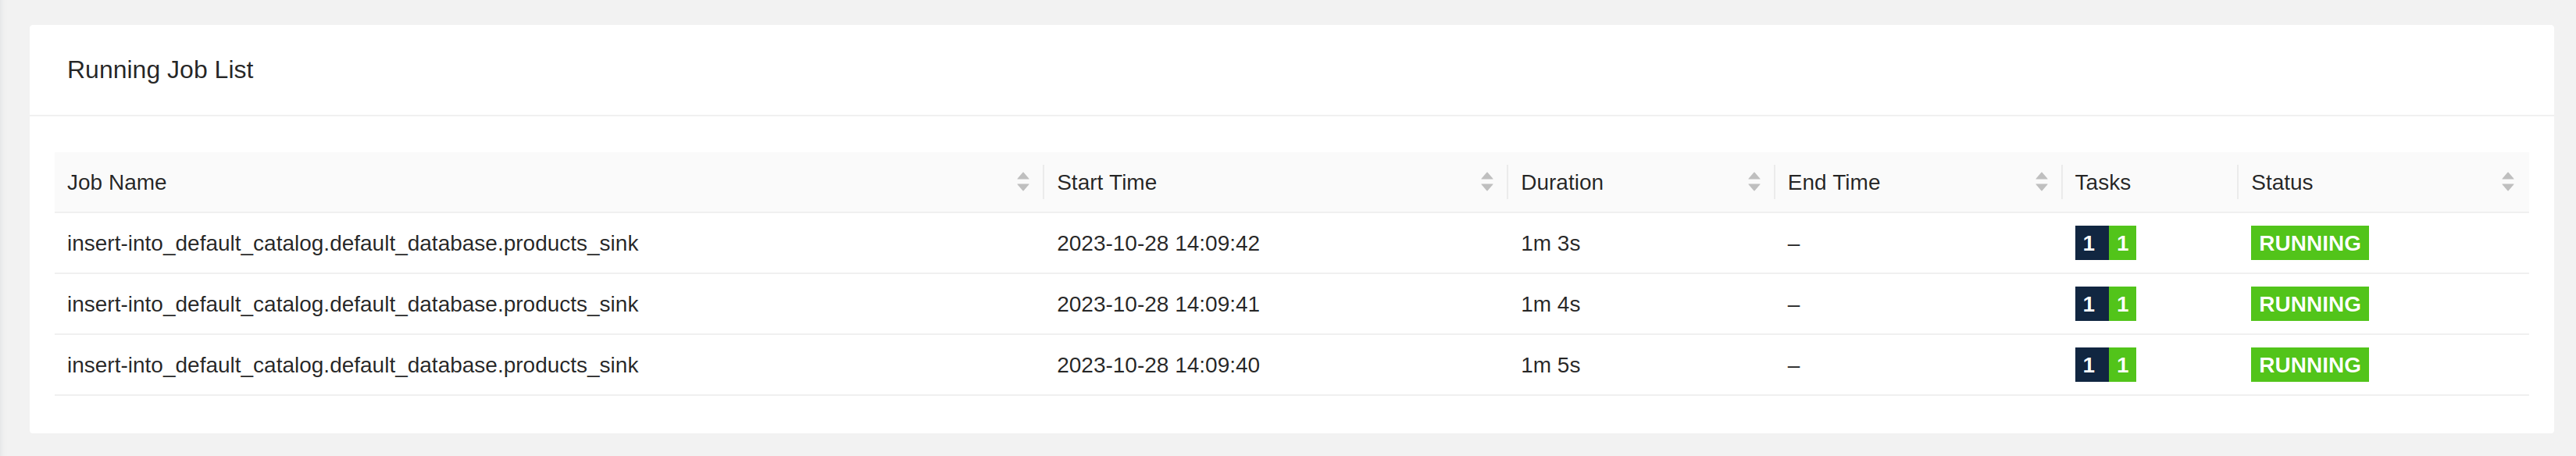 Running Job List
Job Name Start Time Duration End Time Tasks Status
insert-into_default_catalog.default_database.products_sink 2023-10-28 14:09:42 1m 3s – 1 1 RUNNING
insert-into_default_catalog.default_database.products_sink 2023-10-28 14:09:41 1m 4s – 1 1 RUNNING
insert-into_default_catalog.default_database.products_sink 2023-10-28 14:09:40 1m 5s – 1 1 RUNNING